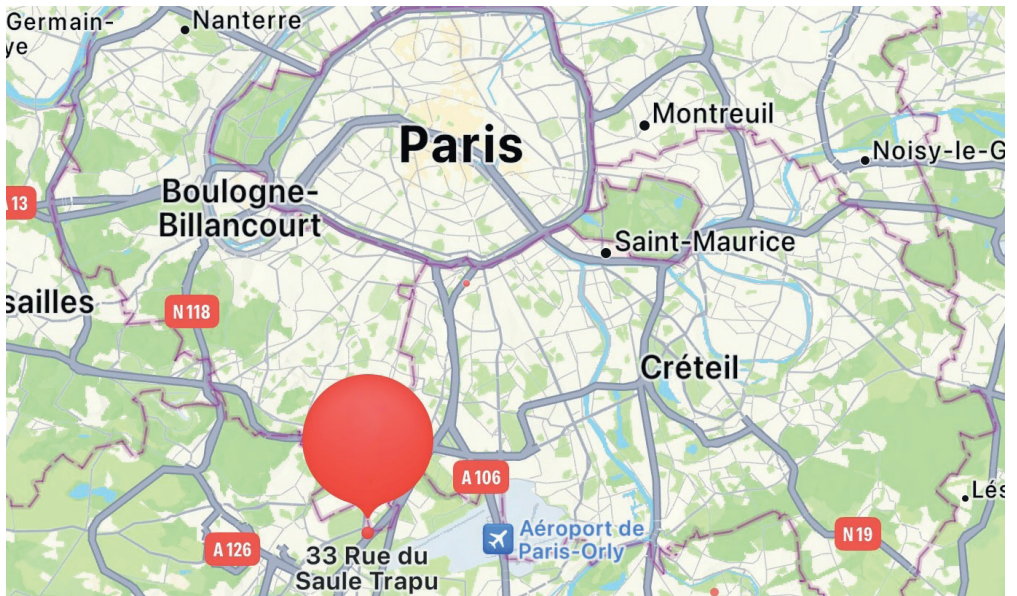 Germain-
ye
Nanterre
Montreuil
Paris
Noisy-le-G
13
Boulogne-
Billancourt
Saint-Maurice
sailles
N 118
Créteil
A 106
Lés
Aéroport de
Paris-Orly
N 19
A 126
33 Rue du
Saule Trapu